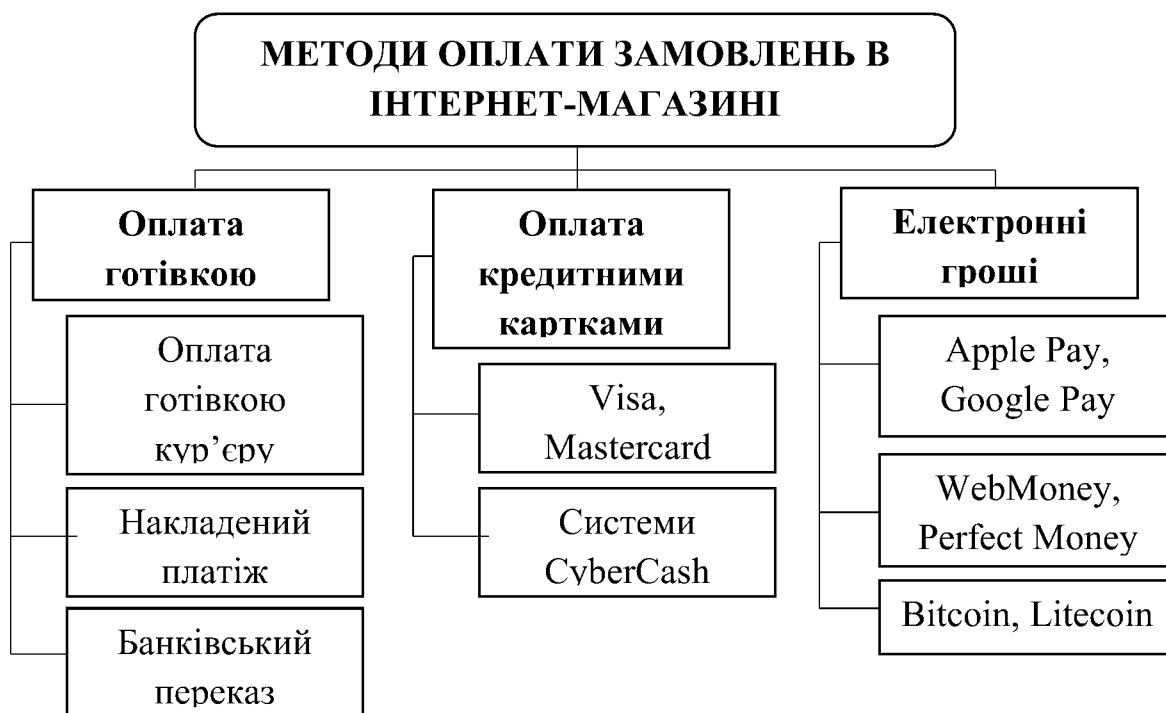 МЕТОДИ ОПЛАТИ ЗАМОВЛЕНЬ В
ІНТЕРНЕТ-МАГАЗИНІ
Оплата
готівкою
Оплата
готівкою
кур’єру
Накладений
платіж
Банківський
переказ
Оплата
кредитними
картками
Visa,
Mastercard
Системи
CyberCash
Електронні
гроші
Apple Pay,
Google Pay
WebMoney,
Perfect Money
Bitcoin, Litecoin